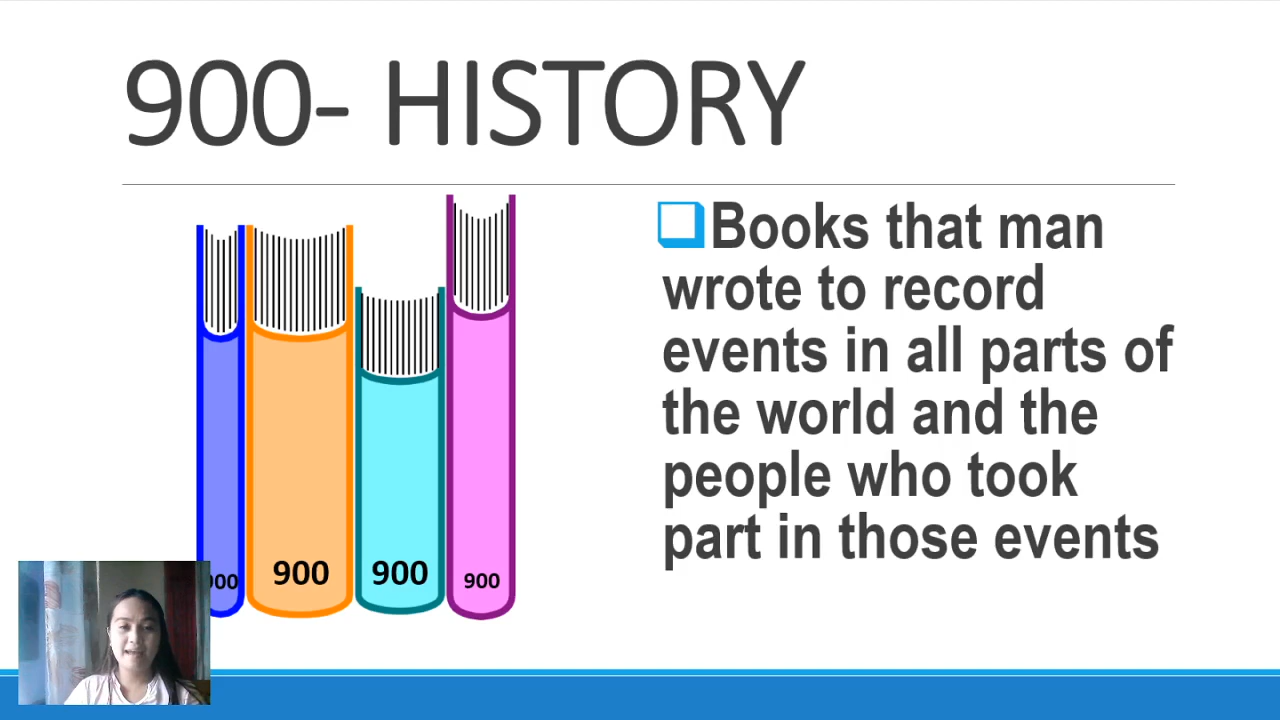 900- HISTORY
❑Books that man
wrote to record
events in all parts of
the world and the
people who took
part in those events
900
900
900